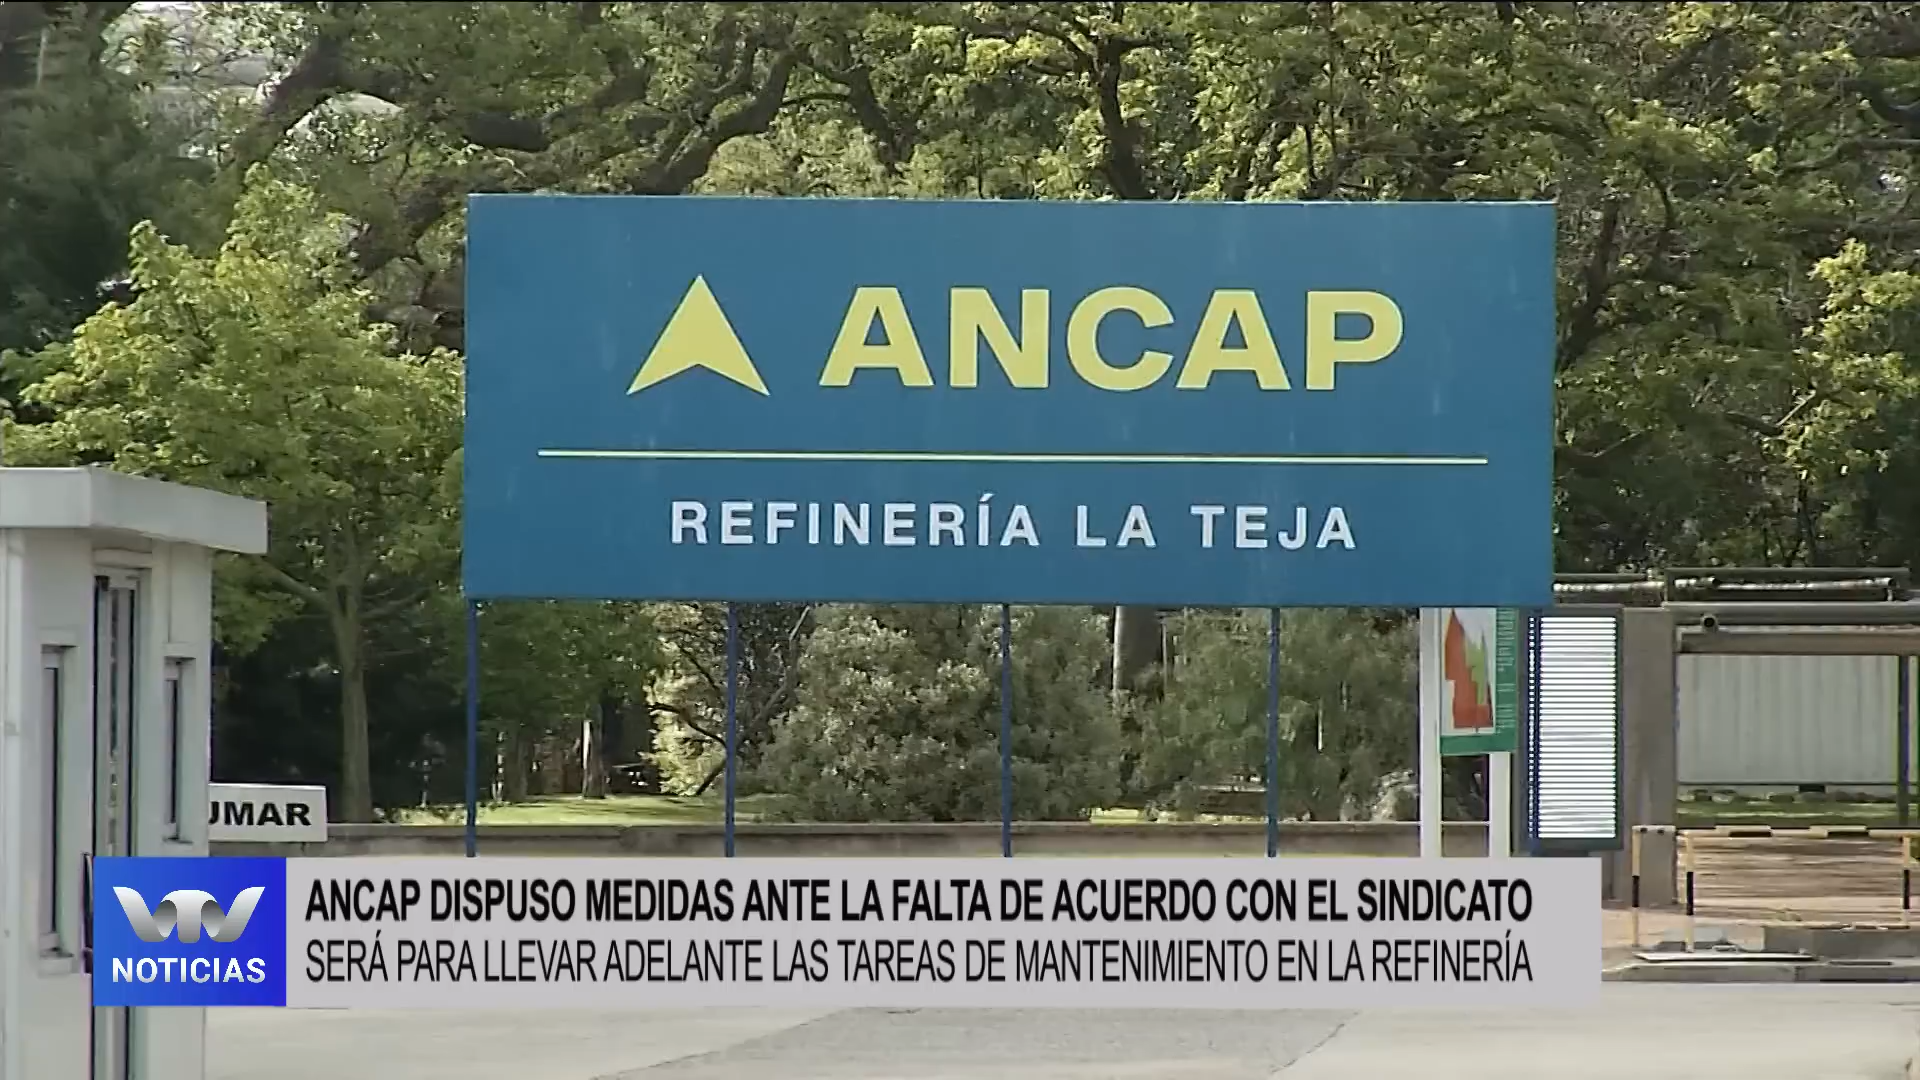 ANCAP
REFINERÍA LA TEJA
UMAR
VTV
NOTICIAS
ANCAP DISPUSO MEDIDAS ANTE LA FALTA DE ACUERDO CON EL SINDICATO
SERÁ PARA LLEVAR ADELANTE LAS TAREAS DE MANTENIMIENTO EN LA REFINERÍA